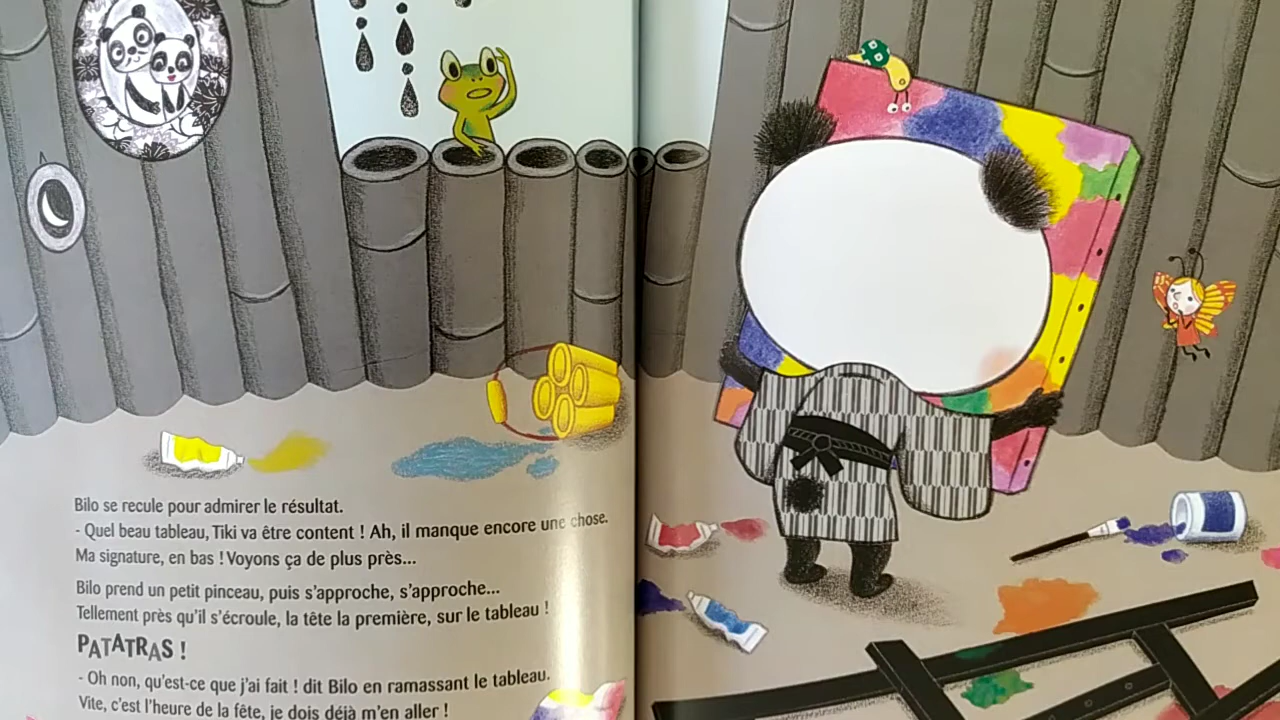 Bilo se recule pour admirer le résultat.
- Quel beau tableau, Tiki va être content ! Ah, il manque encore une chose.
Ma signature, en bas ! Voyons ça de plus près...
Bilo prend un petit pinceau, puis s'approche, s'approche...
Tellement près qu'il s'écroule, la tête la première, sur le tableau !
PATATRAS !
- Oh non, qu'est-ce que j'ai fait ! dit Bilo en ramassant le tableau.
Vite, c'est l'heure de la fête, je dois déjà m'en aller !